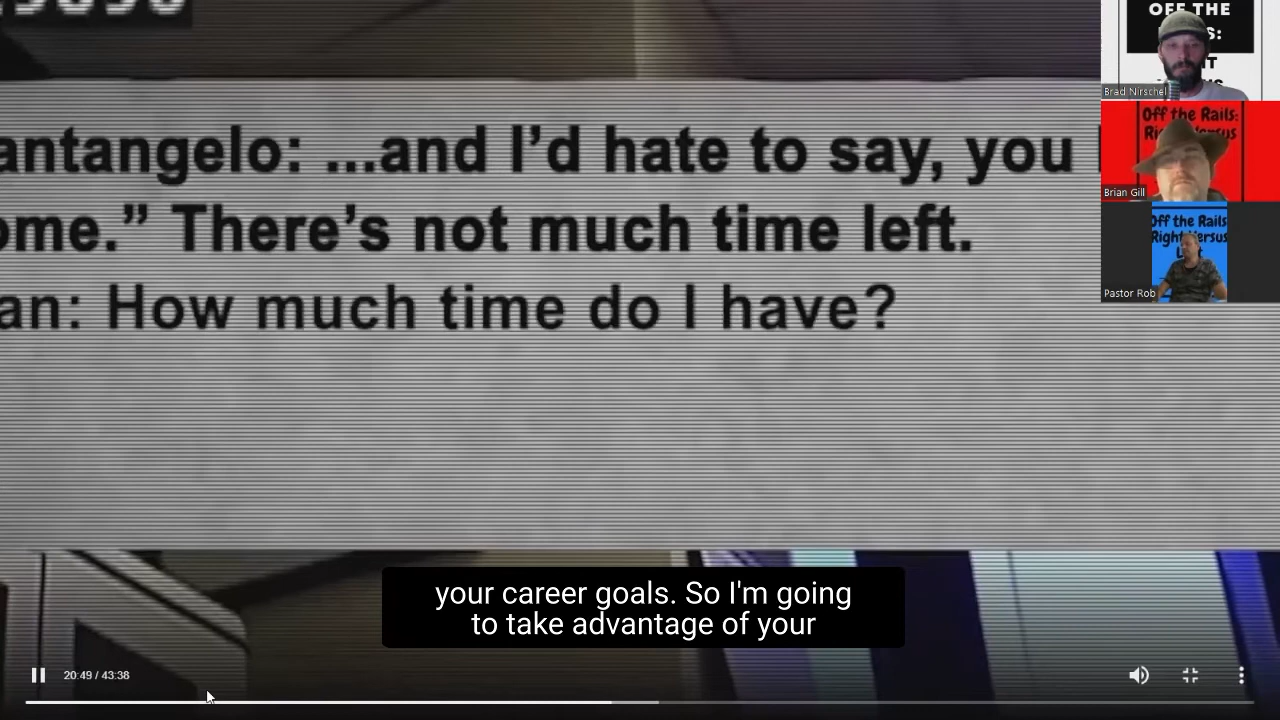 OFF THE
Brad Nirschel
antangelo: ...and I'd hate to say, you
ome.” There's not much time left.
an: How much time do I have?
Off the Rails:
Brian Gill
Off the Rails
Right Versus
Pastor Rob
your career goals. So I'm going
to take advantage of your
20:49 / 43:38